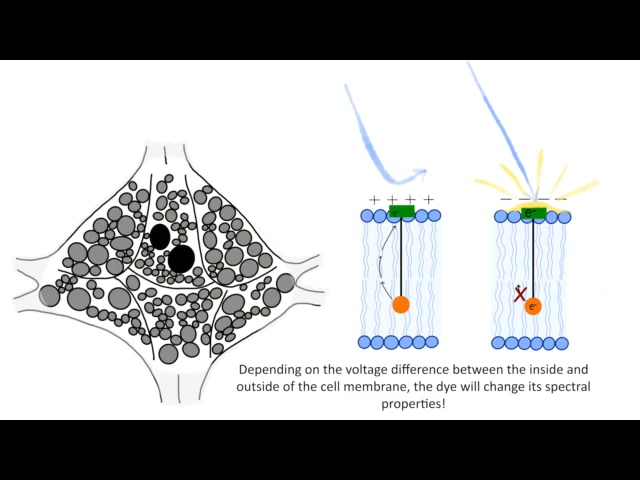 + + + +
— — — —
e⁻ e⁻
e⁻
Depending on the voltage difference between the inside and
outside of the cell membrane, the dye will change its spectral
properties!